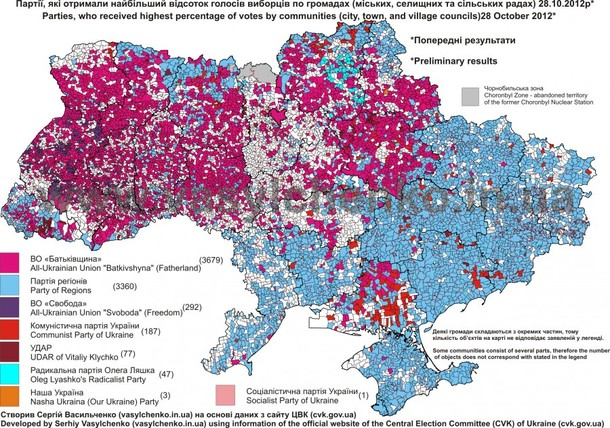 Партії, які отримали найбільший відсоток голосів виборців по громадах (міських, селищних та сільських радах) 28.10.2012р*
Parties, who received highest percentage of votes by communities (city, town, and village councils)28 October 2012*
*Попередні результати
*Preliminary results
Чорнобильська зона
Choronbyl Zone - abandoned territory
of the former Choronbyl Nuclear Station
www.vasylchenko.in.ua
ВО «Батьківщина» (3679)
All-Ukrainian Union "Batkivshyna" (Fatherland)
Партія регіонів (3360)
Party of Regions
ВО «Свобода» (292)
All-Ukrainian Union "Svoboda" (Freedom)
Комуністична партія України (187)
Communist Party of Ukraine
УДАР (77)
UDAR of Vitaliy Klychko
Радикальна партія Олега Ляшка (47)
Oleg Lyashko's Radicalist Party
Наша Україна (3)
Nasha Ukraina (Our Ukraine) Party
Соціалістична партія України (1)
Socialist Party of Ukraine
Деякі громади складаються з окремих частин, тому
кількість об'єктів на карті не відповідає заявленій у легенді.
Some communities consist of several parts, therefore the number
of objects does not correspond with stated in the legend
Створив Сергій Васильченко (vasylchenko.in.ua) на основі даних з сайту ЦВК (cvk.gov.ua)
Developed by Serhiy Vasylchenko (vasylchenko.in.ua) using information of the official website of the Central Election Committee (CVK) of Ukraine (cvk.gov.ua)